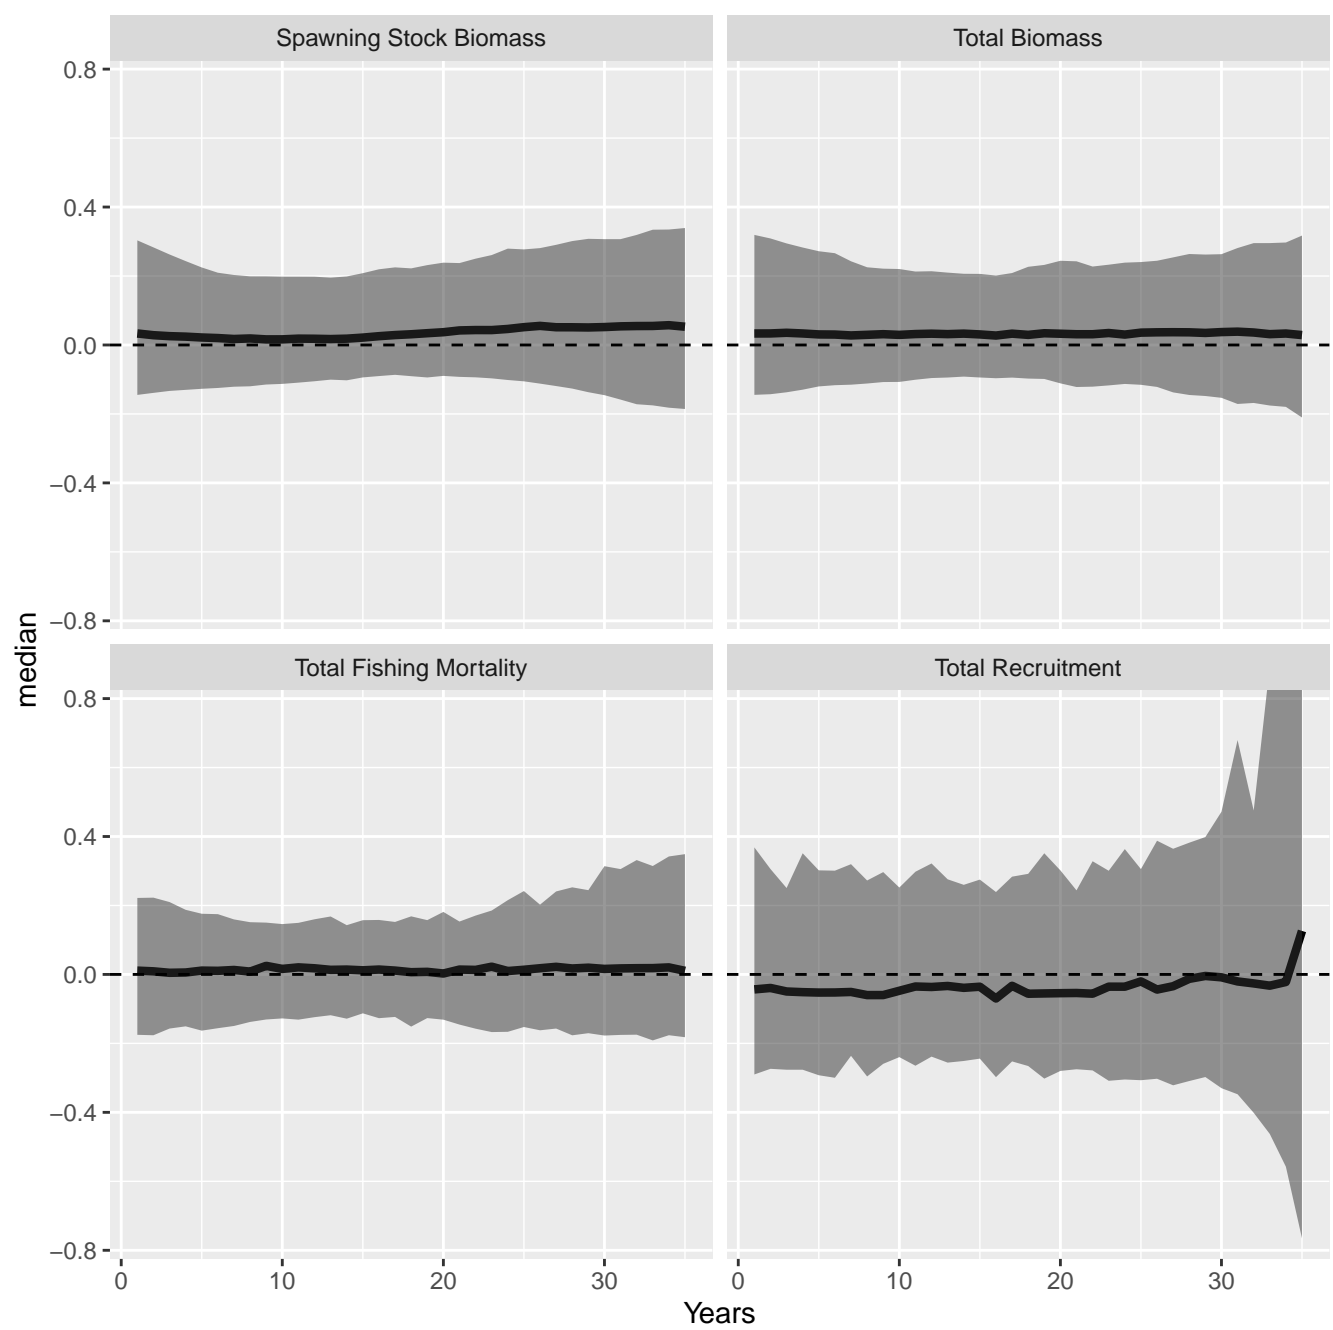 Spawning Stock Biomass Total Biomass
0.8
0.4
0.0
−0.4
−0.8
median
Total Fishing Mortality Total Recruitment
0.8
0.4
0.0
−0.4
−0.8
0 10 20 30 0 10 20 30
Years